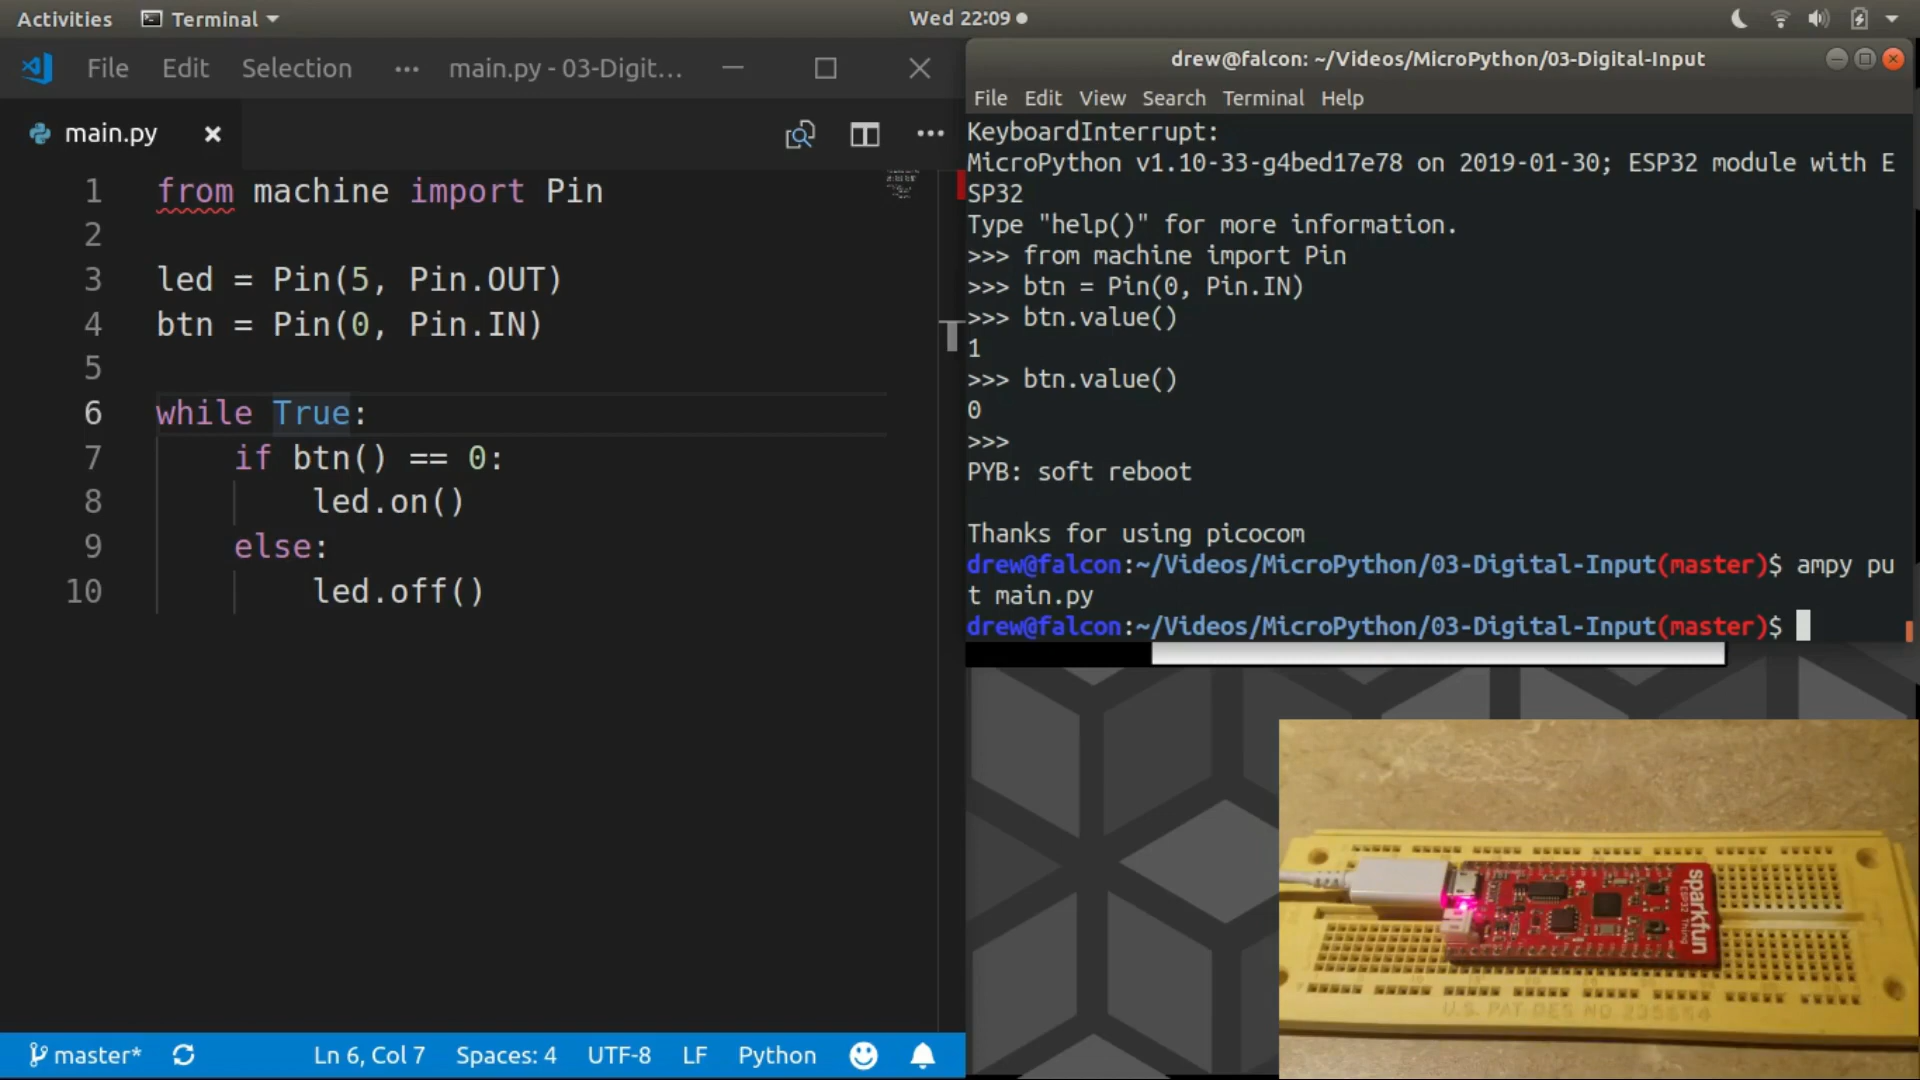 Activities Terminal Wed 22:09
File Edit Selection ··· main.py - 03-Digit...
main.py
1 from machine import Pin
2
3 led = Pin(5, Pin.OUT)
4 btn = Pin(0, Pin.IN)
5
6 while True:
7 if btn() == 0:
8 led.on()
9 else:
10 led.off()
master* Ln 6, Col 7 Spaces: 4 UTF-8 LF Python
drew@falcon: ~/Videos/MicroPython/03-Digital-Input
File Edit View Search Terminal Help
KeyboardInterrupt:
MicroPython v1.10-33-g4bed17e78 on 2019-01-30; ESP32 module with E
SP32
Type "help()" for more information.
>>> from machine import Pin
>>> btn = Pin(0, Pin.IN)
>>> btn.value()
1
>>> btn.value()
0
>>>
PYB: soft reboot
Thanks for using picocom
drew@falcon:~/Videos/MicroPython/03-Digital-Input(master)$ ampy pu
t main.py
drew@falcon:~/Videos/MicroPython/03-Digital-Input(master)$
sparkfun
ESP32 Thing
U.S. PAT. DES NO. 235554